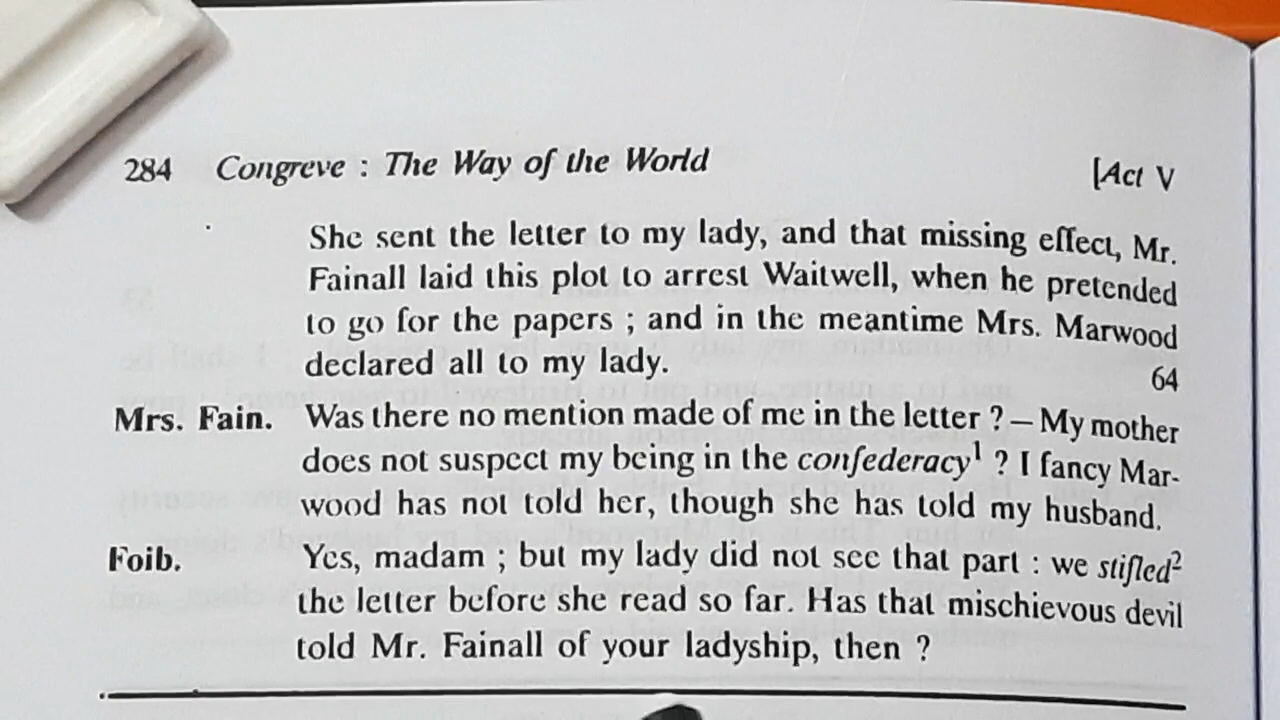 284 Congreve : The Way of the World [Act V
She sent the letter to my lady, and that missing effect, Mr.
Fainall laid this plot to arrest Waitwell, when he pretended
to go for the papers ; and in the meantime Mrs. Marwood
declared all to my lady. 64
Mrs. Fain. Was there no mention made of me in the letter ?— My mother
does not suspect my being in the confederacy¹ ? I fancy Mar-
wood has not told her, though she has told my husband.
Foib. Yes, madam ; but my lady did not see that part : we stifled²
the letter before she read so far. Has that mischievous devil
told Mr. Fainall of your ladyship, then ?